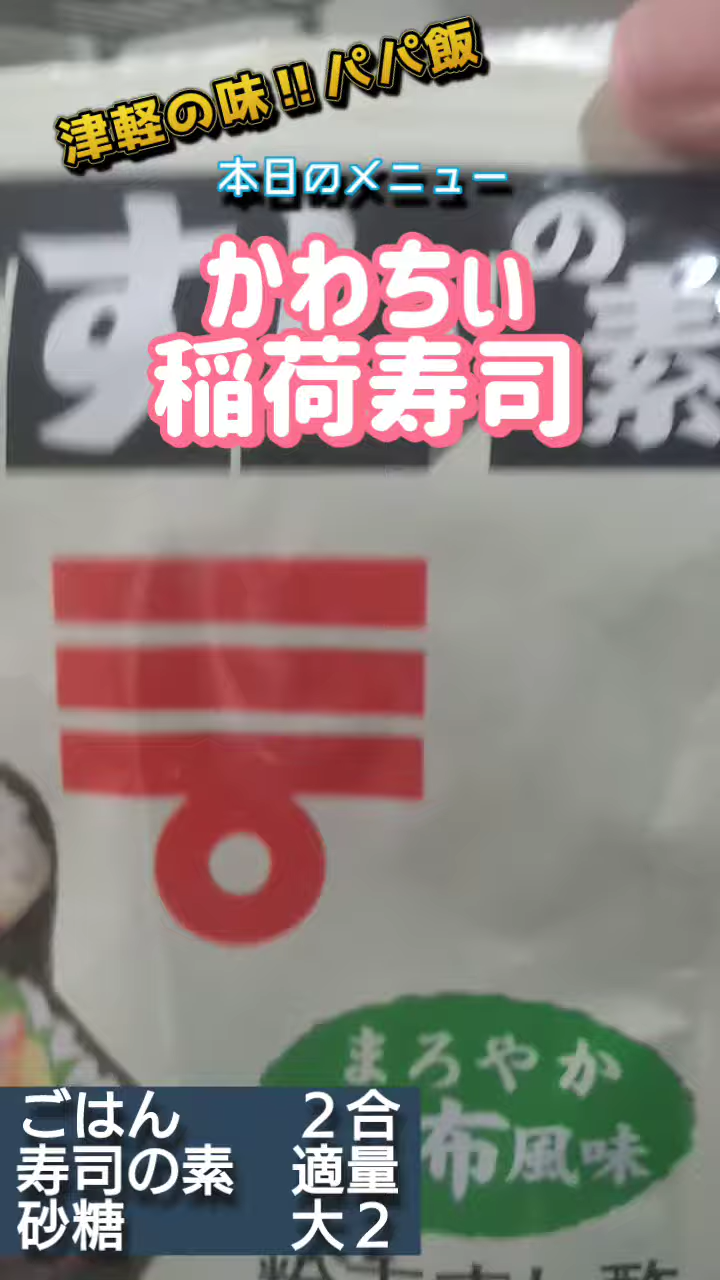 津軽の味!!パパ飯
本日のメニュー
かわちぃ
稲荷寿司
の素
まろやか
布風味
ごはん 2合
寿司の素 適量
砂糖 大2